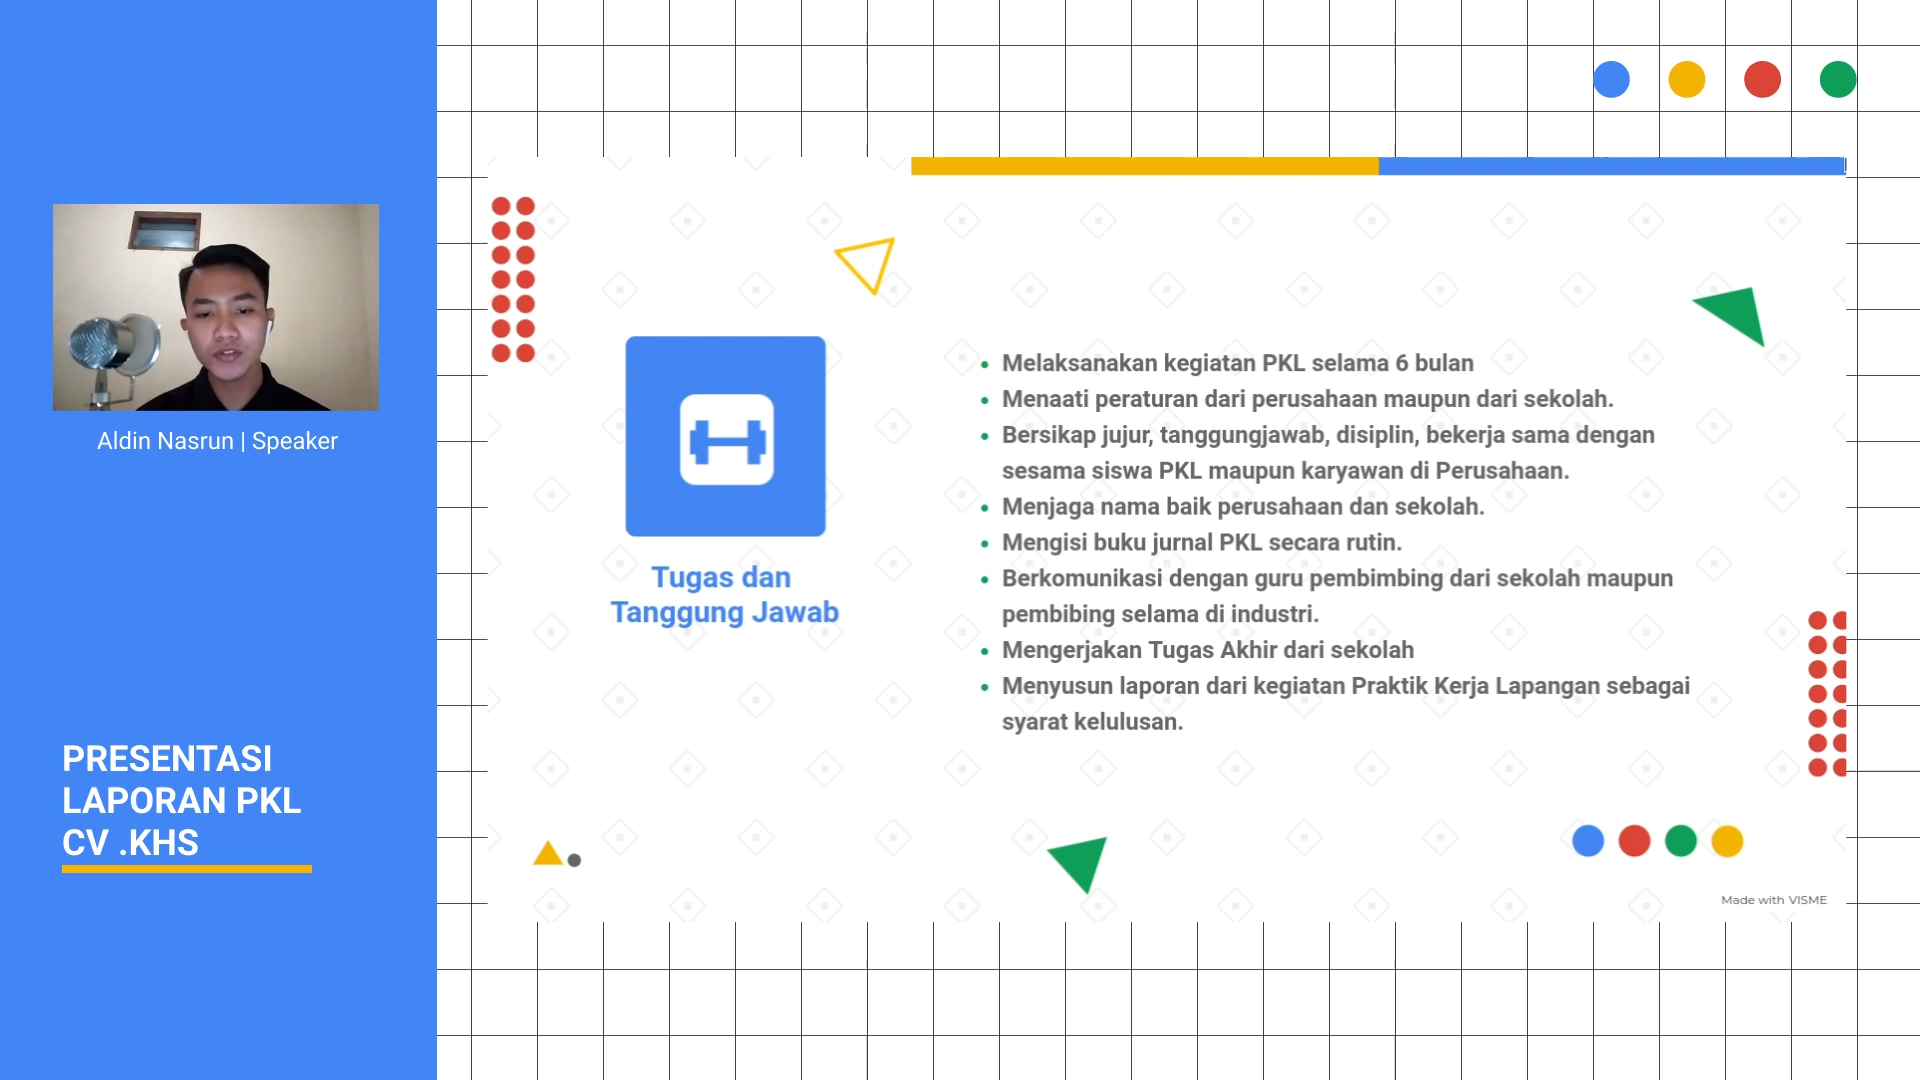 Aldin Nasrun | Speaker
PRESENTASI
LAPORAN PKL
CV .KHS
Tugas dan
Tanggung Jawab
• Melaksanakan kegiatan PKL selama 6 bulan
• Menaati peraturan dari perusahaan maupun dari sekolah.
• Bersikap jujur, tanggungjawab, disiplin, bekerja sama dengan
sesama siswa PKL maupun karyawan di Perusahaan.
• Menjaga nama baik perusahaan dan sekolah.
• Mengisi buku jurnal PKL secara rutin.
• Berkomunikasi dengan guru pembimbing dari sekolah maupun
pembibing selama di industri.
• Mengerjakan Tugas Akhir dari sekolah
• Menyusun laporan dari kegiatan Praktik Kerja Lapangan sebagai
syarat kelulusan.
Made with VISME